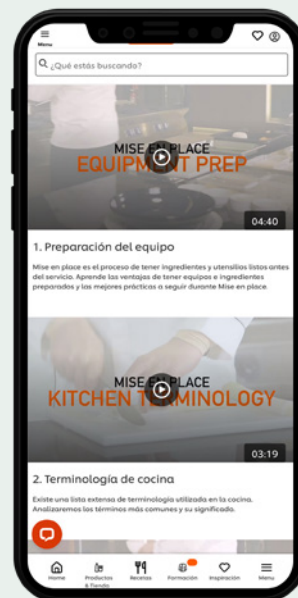 Menu
¿Qué estás buscando?
MISE EN PLACE
EQUIPMENT PREP
04:40
1. Preparación del equipo
Mise en place es el proceso de tener ingredientes y utensilios listos antes
del servicio. Aprende las ventajas de tener equipos e ingredientes
preparados y las mejores prácticas a seguir durante Mise en place.
MISE EN PLACE
KITCHEN TERMINOLOGY
03:19
2. Terminología de cocina
Existe una lista extensa de terminología utilizada en la cocina.
Analizaremos los términos más comunes y su significado.
Home
Productos
& Tienda
Recetas
Formación
Inspiración
Menu